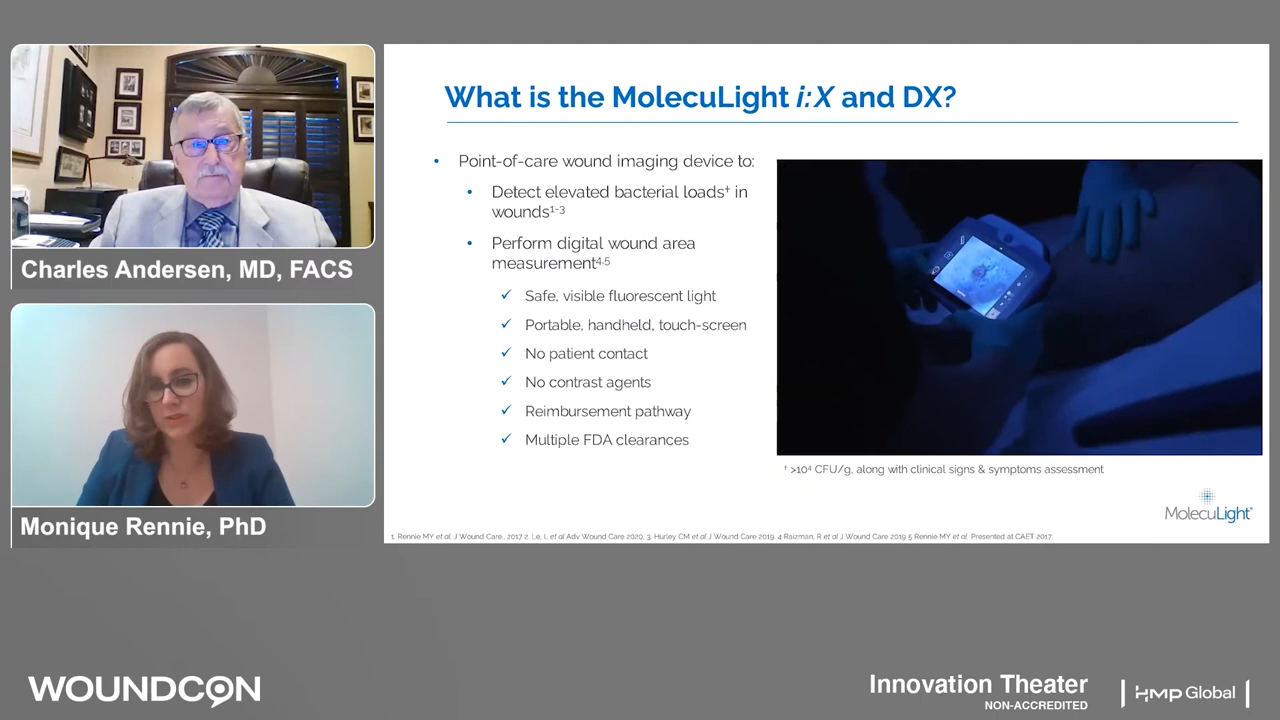 Charles Andersen, MD, FACS
Monique Rennie, PhD
What is the MolecuLight i:X and DX?
• Point-of-care wound imaging device to:
• Detect elevated bacterial loads† in
wounds1-3
• Perform digital wound area
measurement4,5
✓ Safe, visible fluorescent light
✓ Portable, handheld, touch-screen
✓ No patient contact
✓ No contrast agents
✓ Reimbursement pathway
✓ Multiple FDA clearances
† >10⁴ CFU/g, along with clinical signs & symptoms assessment
MolecuLight
1. Rennie MY et al. J Wound Care., 2017 2. Le, L et al Adv Wound Care 2020. 3. Hurley CM et al J Wound Care 2019. 4 Raizman, R et al J Wound Care 2019 5 Rennie MY et al. Presented at CAET 2017.
WOUNDCON
Innovation Theater
NON-ACCREDITED
HMP Global